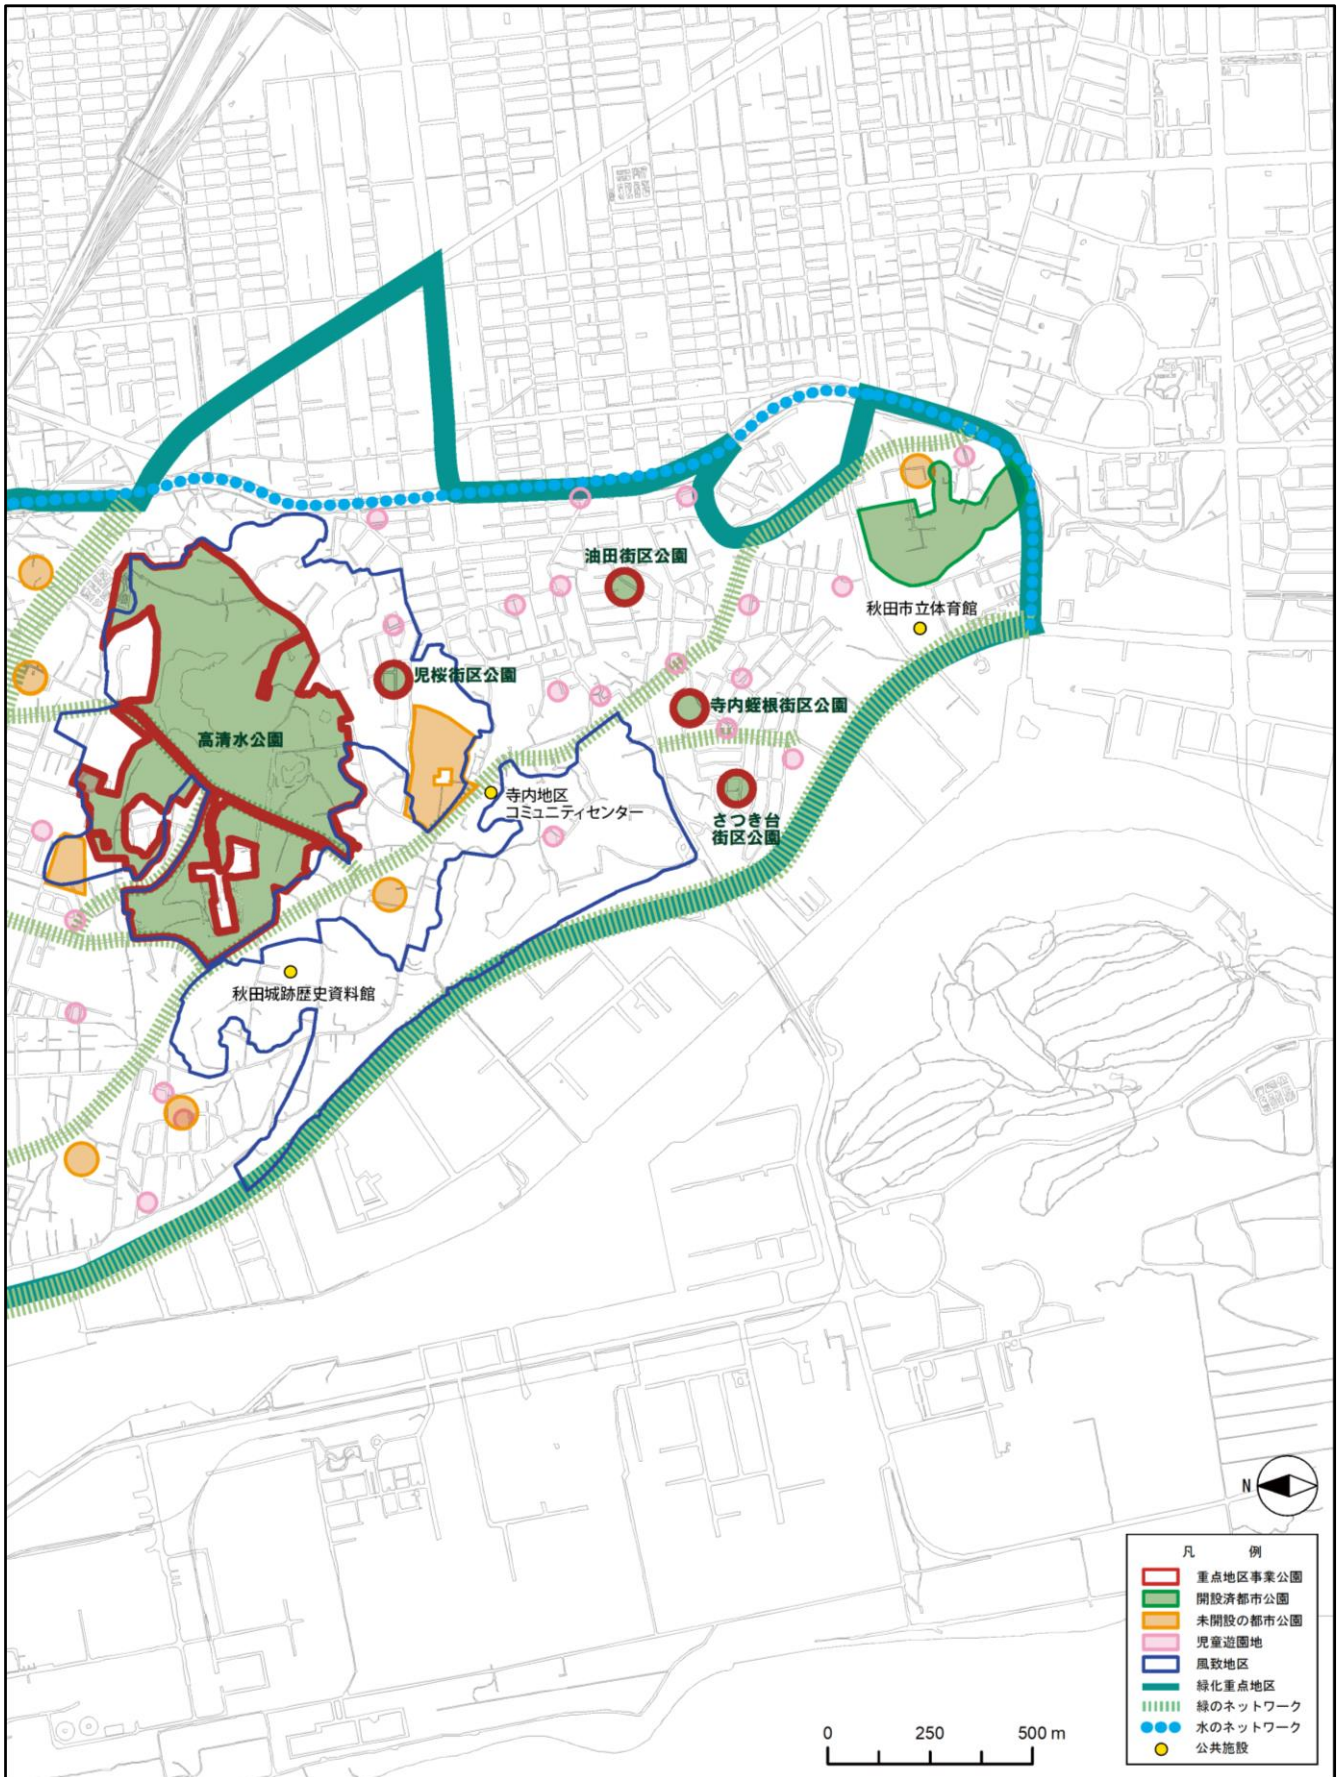 油田街区公園
秋田市立体育館
児桜街区公園
寺内蛭根街区公園
高清水公園
寺内地区
コミュニティセンター
さつき台
街区公園
秋田城跡歴史資料館
N
凡 例
重点地区事業公園
開設済都市公園
未開設の都市公園
児童遊園地
風致地区
緑化重点地区
緑のネットワーク
水のネットワーク
公共施設
0 250 500 m